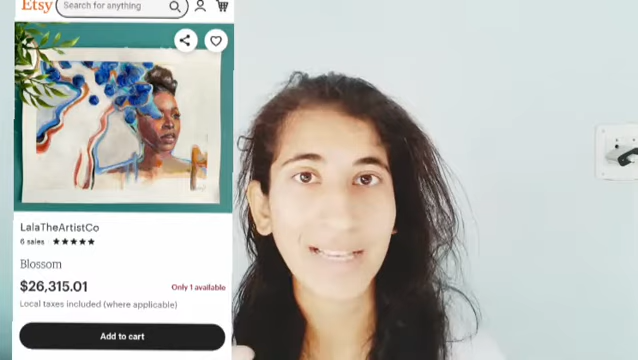 Etsy
Search for anything
LalaTheArtistCo
6 sales ★★★★★
Blossom
$26,315.01
Only 1 available
Local taxes included (where applicable)
Add to cart